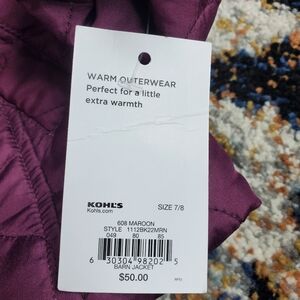 WARM OUTERWEAR
Perfect for a little
extra warmth
KOHL'S
Kohls.com
SIZE 7/8
608 MAROON
STYLE 1112BK22MRN
049 80 85
6 30304 98202 5
BARN JACKET
$50.00